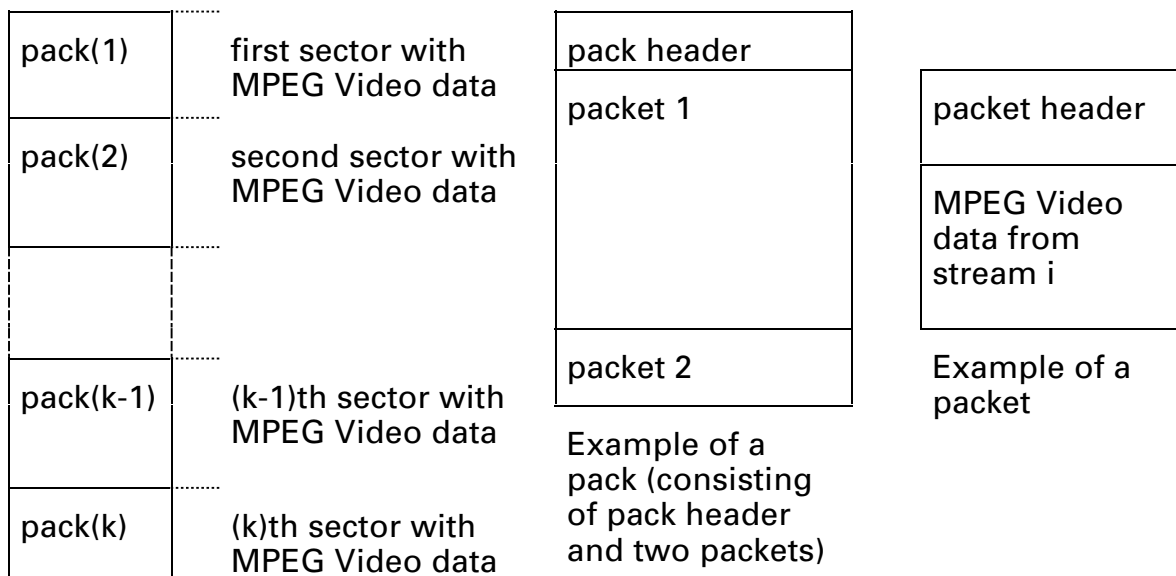 pack(1)
first sector with
MPEG Video data
pack(2)
second sector with
MPEG Video data
pack(k-1)
(k-1)th sector with
MPEG Video data
pack(k)
(k)th sector with
MPEG Video data
pack header
packet 1
packet 2
Example of a
pack (consisting
of pack header
and two packets)
packet header
MPEG Video
data from
stream i
Example of a
packet